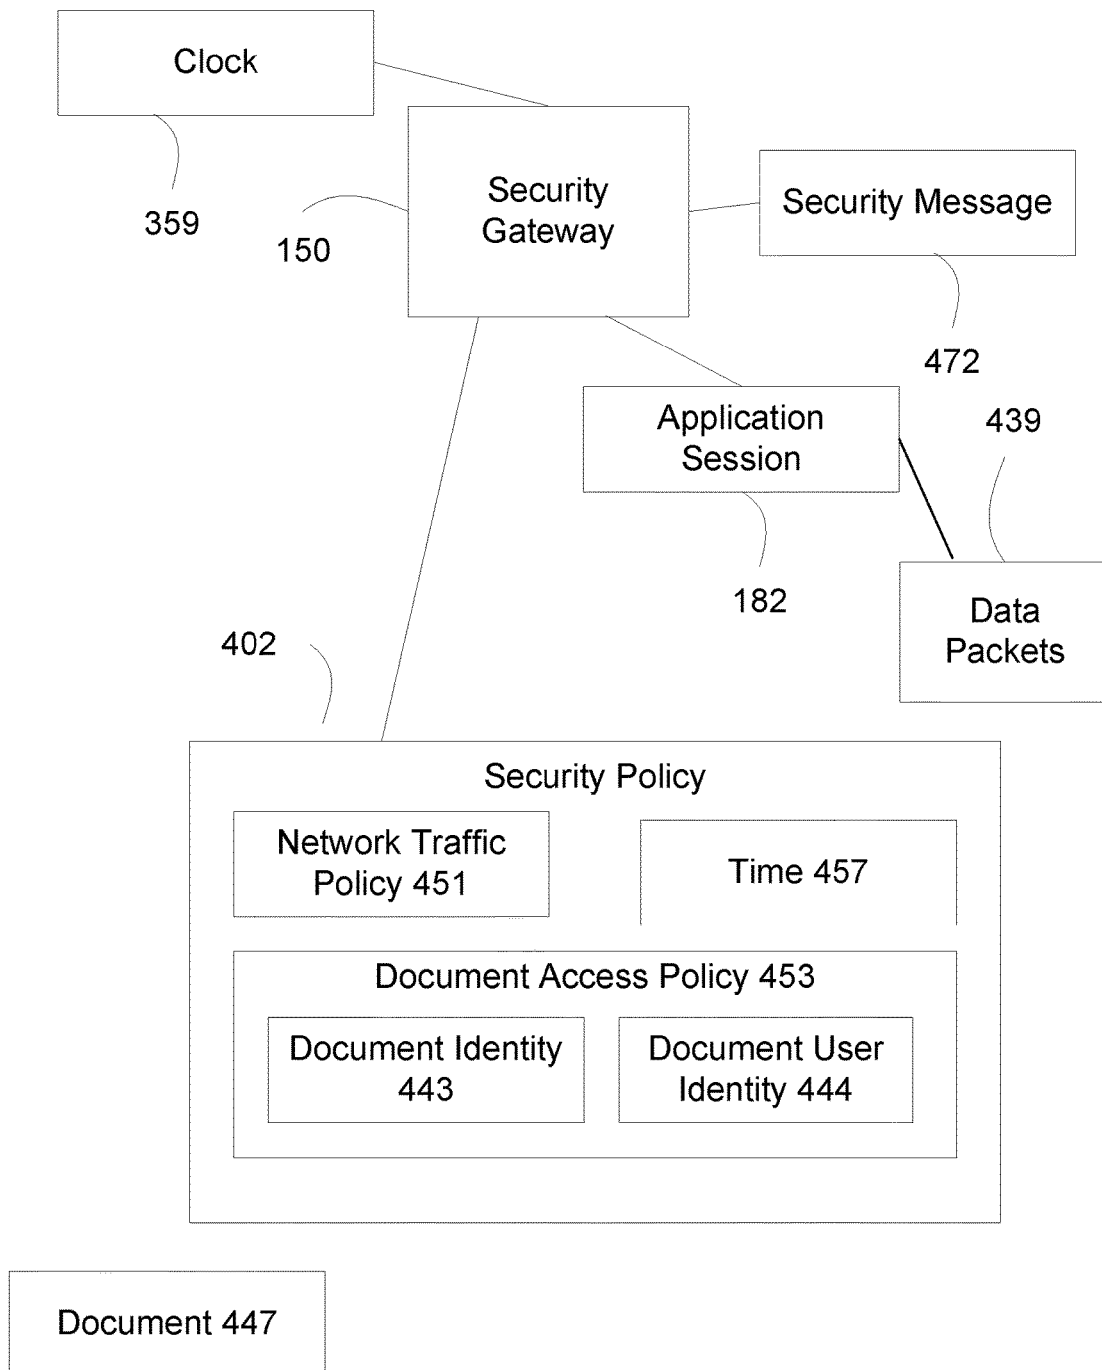 Clock
Security
Gateway
Security Message
359
150
472
Application
Session
439
182
Data
Packets
402
Security Policy
Network Traffic
Policy 451
Time 457
Document Access Policy 453
Document Identity
443
Document User
Identity 444
Document 447